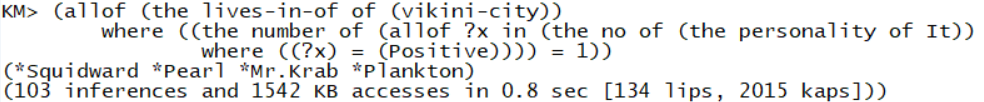 KM> (allof (the lives-in-of of (vikini-city))
where ((the number of (allof ?x in (the no of (the personality of It))
where ((?x) = (Positive)))) = 1))
(*Squidward *Pearl *Mr.Krab *Plankton)
(103 inferences and 1542 KB accesses in 0.8 sec [134 lips, 2015 kaps]))